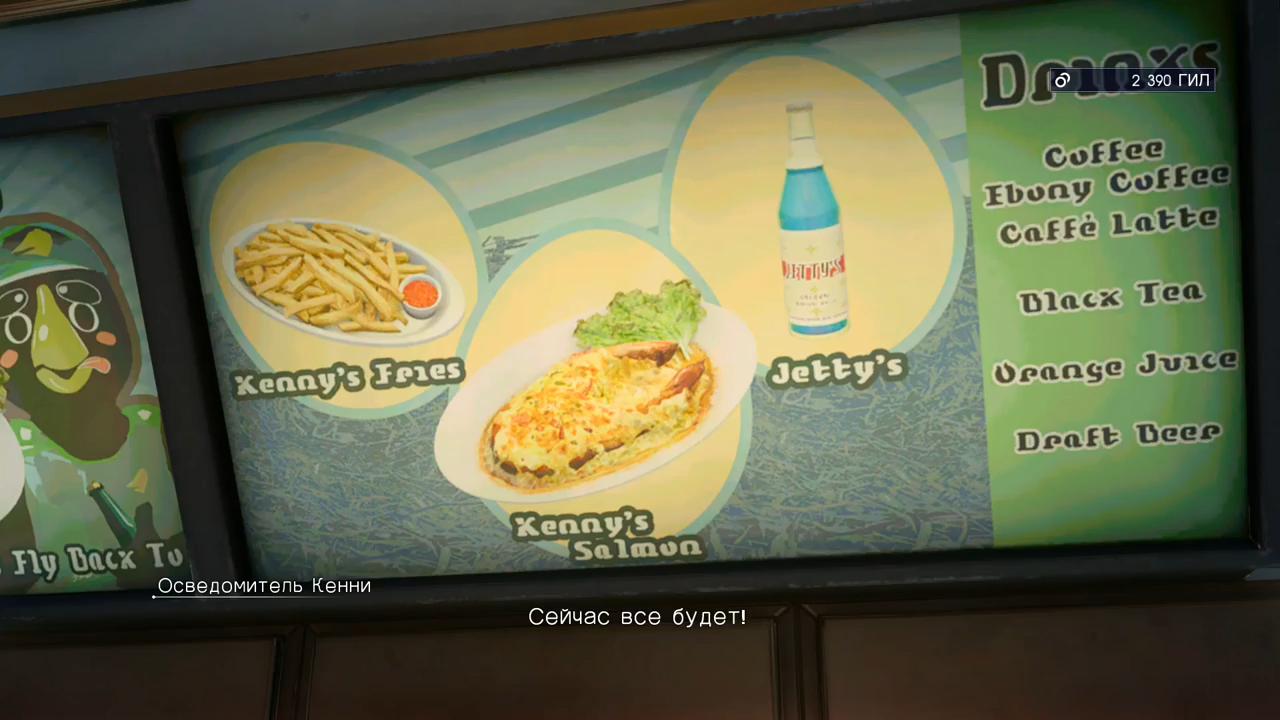 Drinks
2 390 ГИЛ
Coffee
Ebony Coffee
Caffè Latte
Black Tea
Orange Juice
Draft Beer
JETTY'S
Kenny's Fries
Jetty's
Kenny's
Salmon
Fly Back To
Осведомитель Кенни
Сейчас все будет!